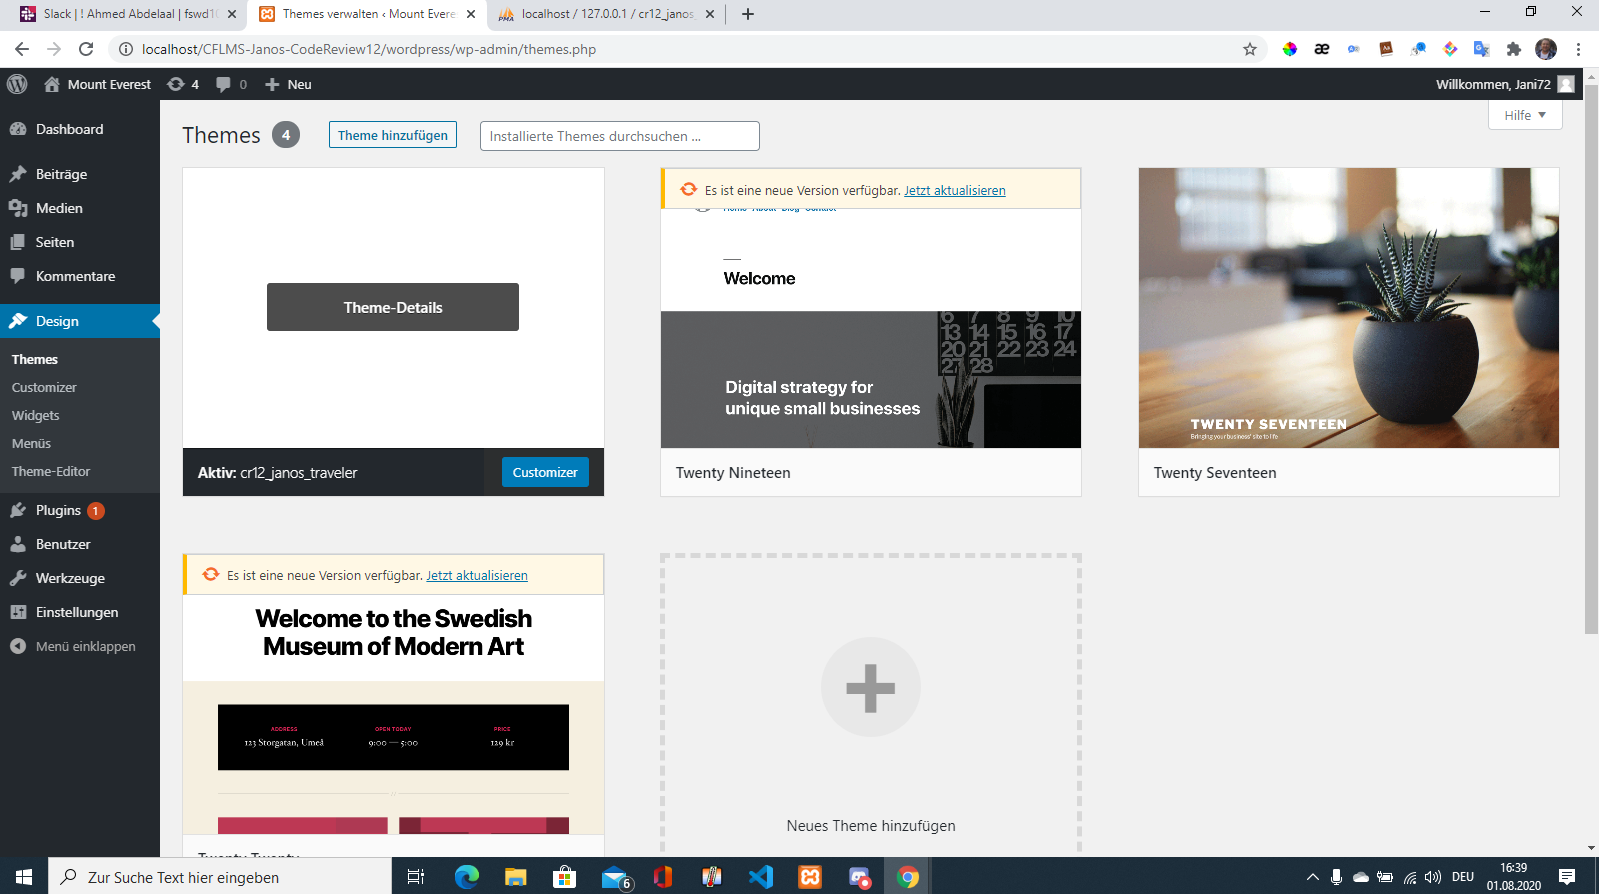 Slack | ! Ahmed Abdelaal | fswd10
Themes verwalten ‹ Mount Everes
localhost / 127.0.0.1 / cr12_janos_
localhost/CFLMS-Janos-CodeReview12/wordpress/wp-admin/themes.php
Mount Everest
4
0
Neu
Willkommen, Jani72
Dashboard
Beiträge
Medien
Seiten
Kommentare
Design
Themes
Customizer
Widgets
Menüs
Theme-Editor
Plugins 1
Benutzer
Werkzeuge
Einstellungen
Menü einklappen
Themes 4
Theme hinzufügen
Installierte Themes durchsuchen ...
Hilfe
Theme-Details
Aktiv: cr12_janos_traveler
Customizer
Es ist eine neue Version verfügbar. Jetzt aktualisieren
Home About Blog Contact
Welcome
6 7 8 9 10
13 14 15 16 17
20 21 22 23 24
27 28
Digital strategy for
unique small businesses
Twenty Nineteen
TWENTY SEVENTEEN
Bringing your business' site to life
Twenty Seventeen
Es ist eine neue Version verfügbar. Jetzt aktualisieren
Welcome to the Swedish
Museum of Modern Art
ADDRESS
123 Storgatan, Umeå
OPEN TODAY
9:00 — 5:00
PRICE
129 kr
Twenty Twenty
Neues Theme hinzufügen
Zur Suche Text hier eingeben
6
DEU
16:39
01.08.2020